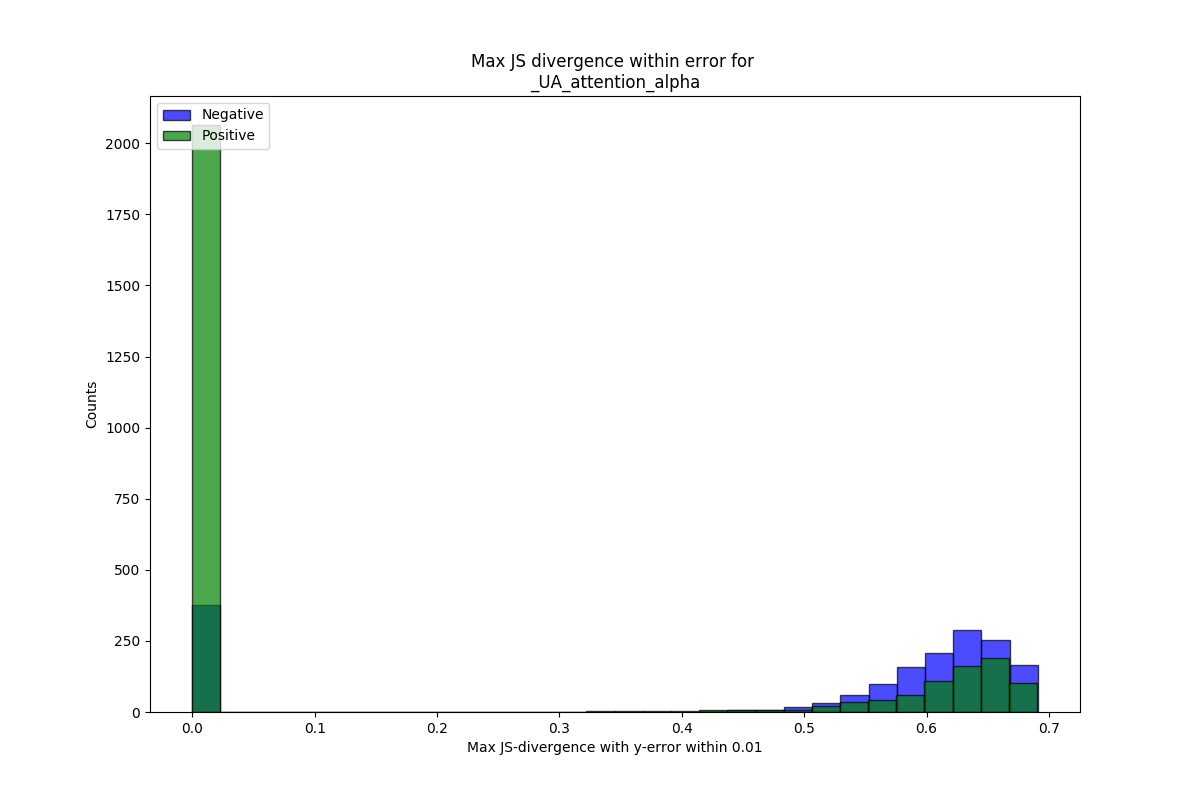 Max JS divergence within error for
_UA_attention_alpha
Negative
Positive
2000
1750
1500
1250
1000
750
500
250
0
Counts
0.0 0.1 0.2 0.3 0.4 0.5 0.6 0.7
Max JS-divergence with y-error within 0.01